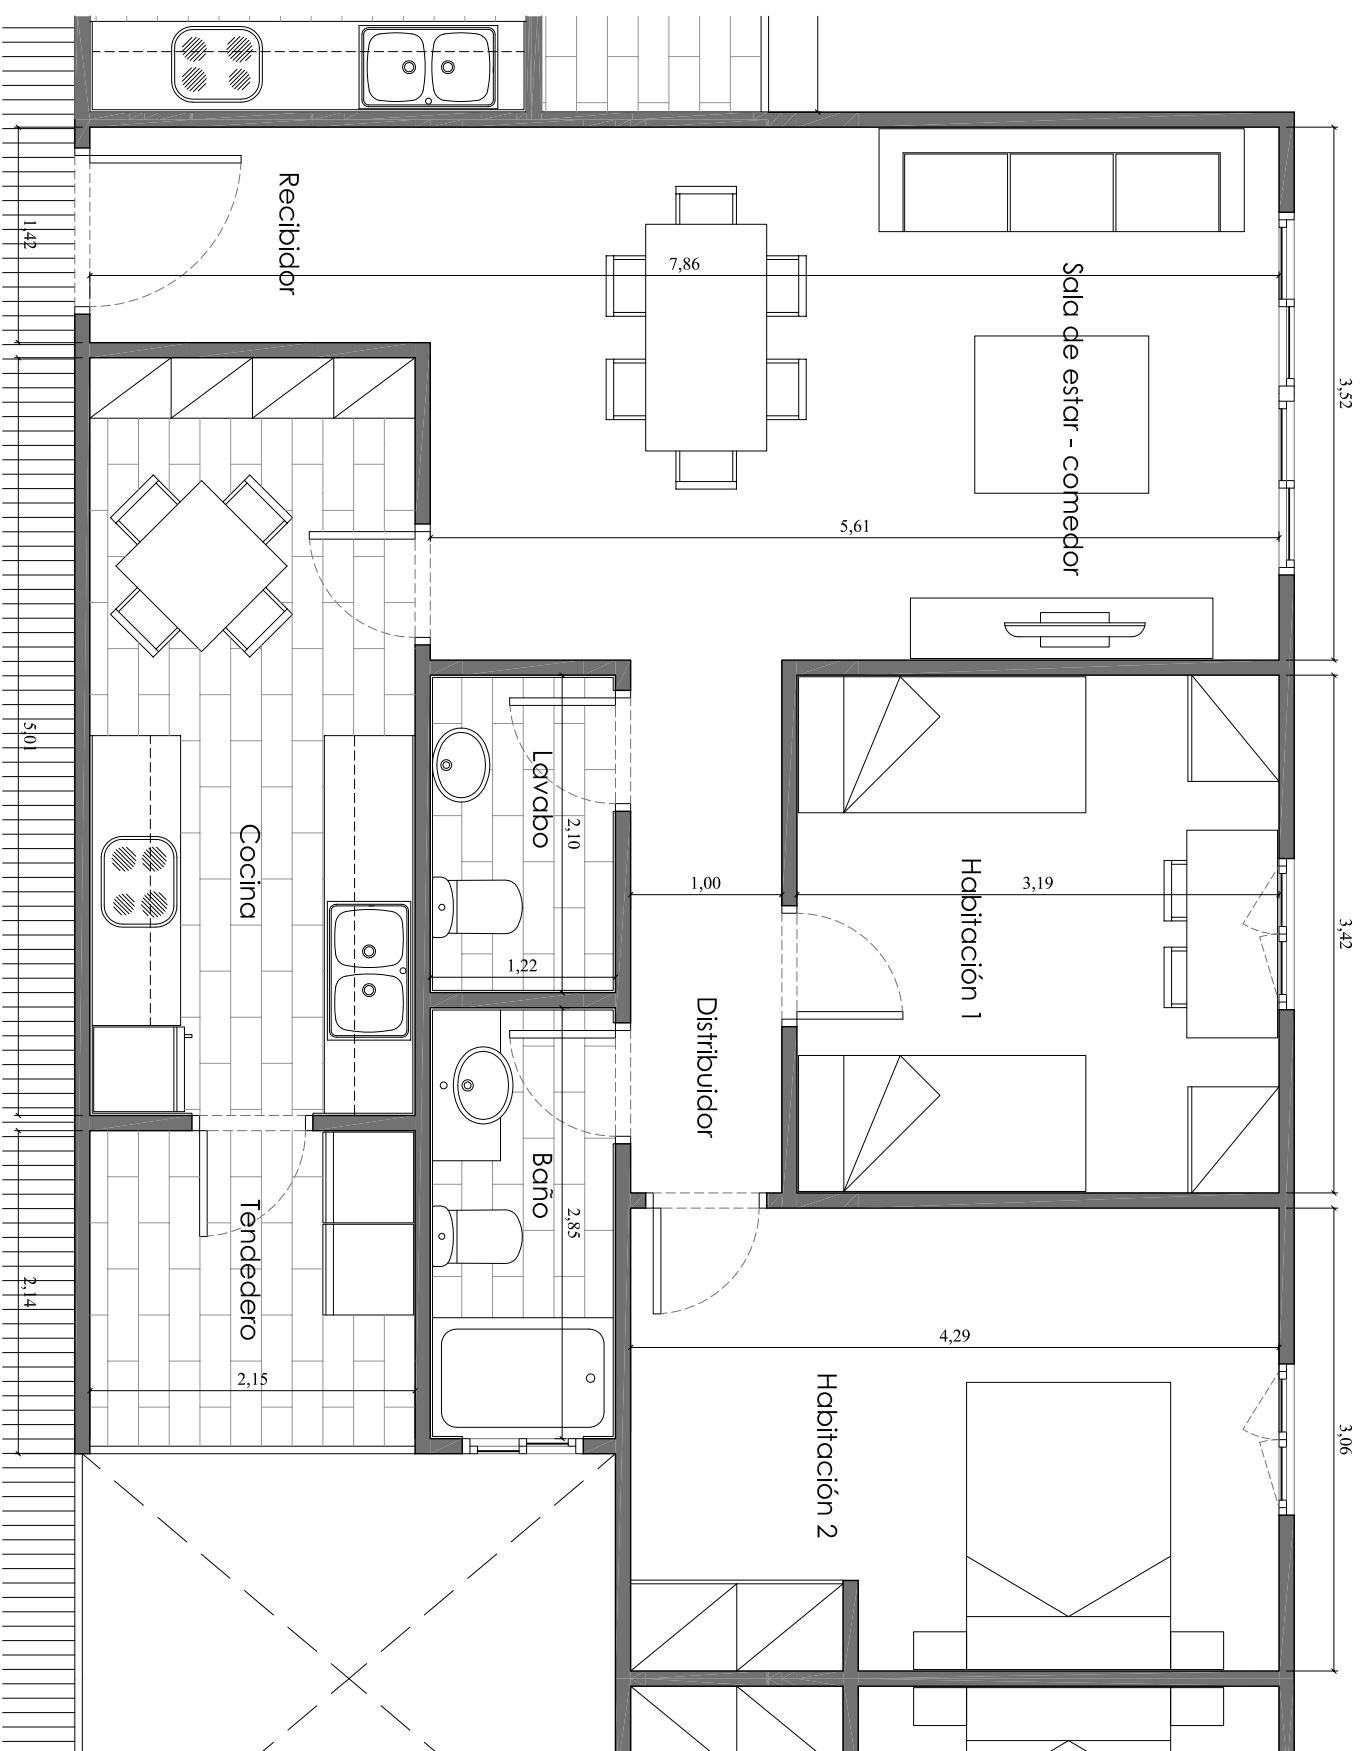 Recibidor
1,42
7,86
Sala de estar - comedor
3,52
5,61
5,01
Lavabo
2,10
Cocina
1,00
3,19
Habitación 1
3,42
1,22
Distribuidor
Baño
2,85
Tendedero
2,14
4,29
2,15
Habitación 2
3,06